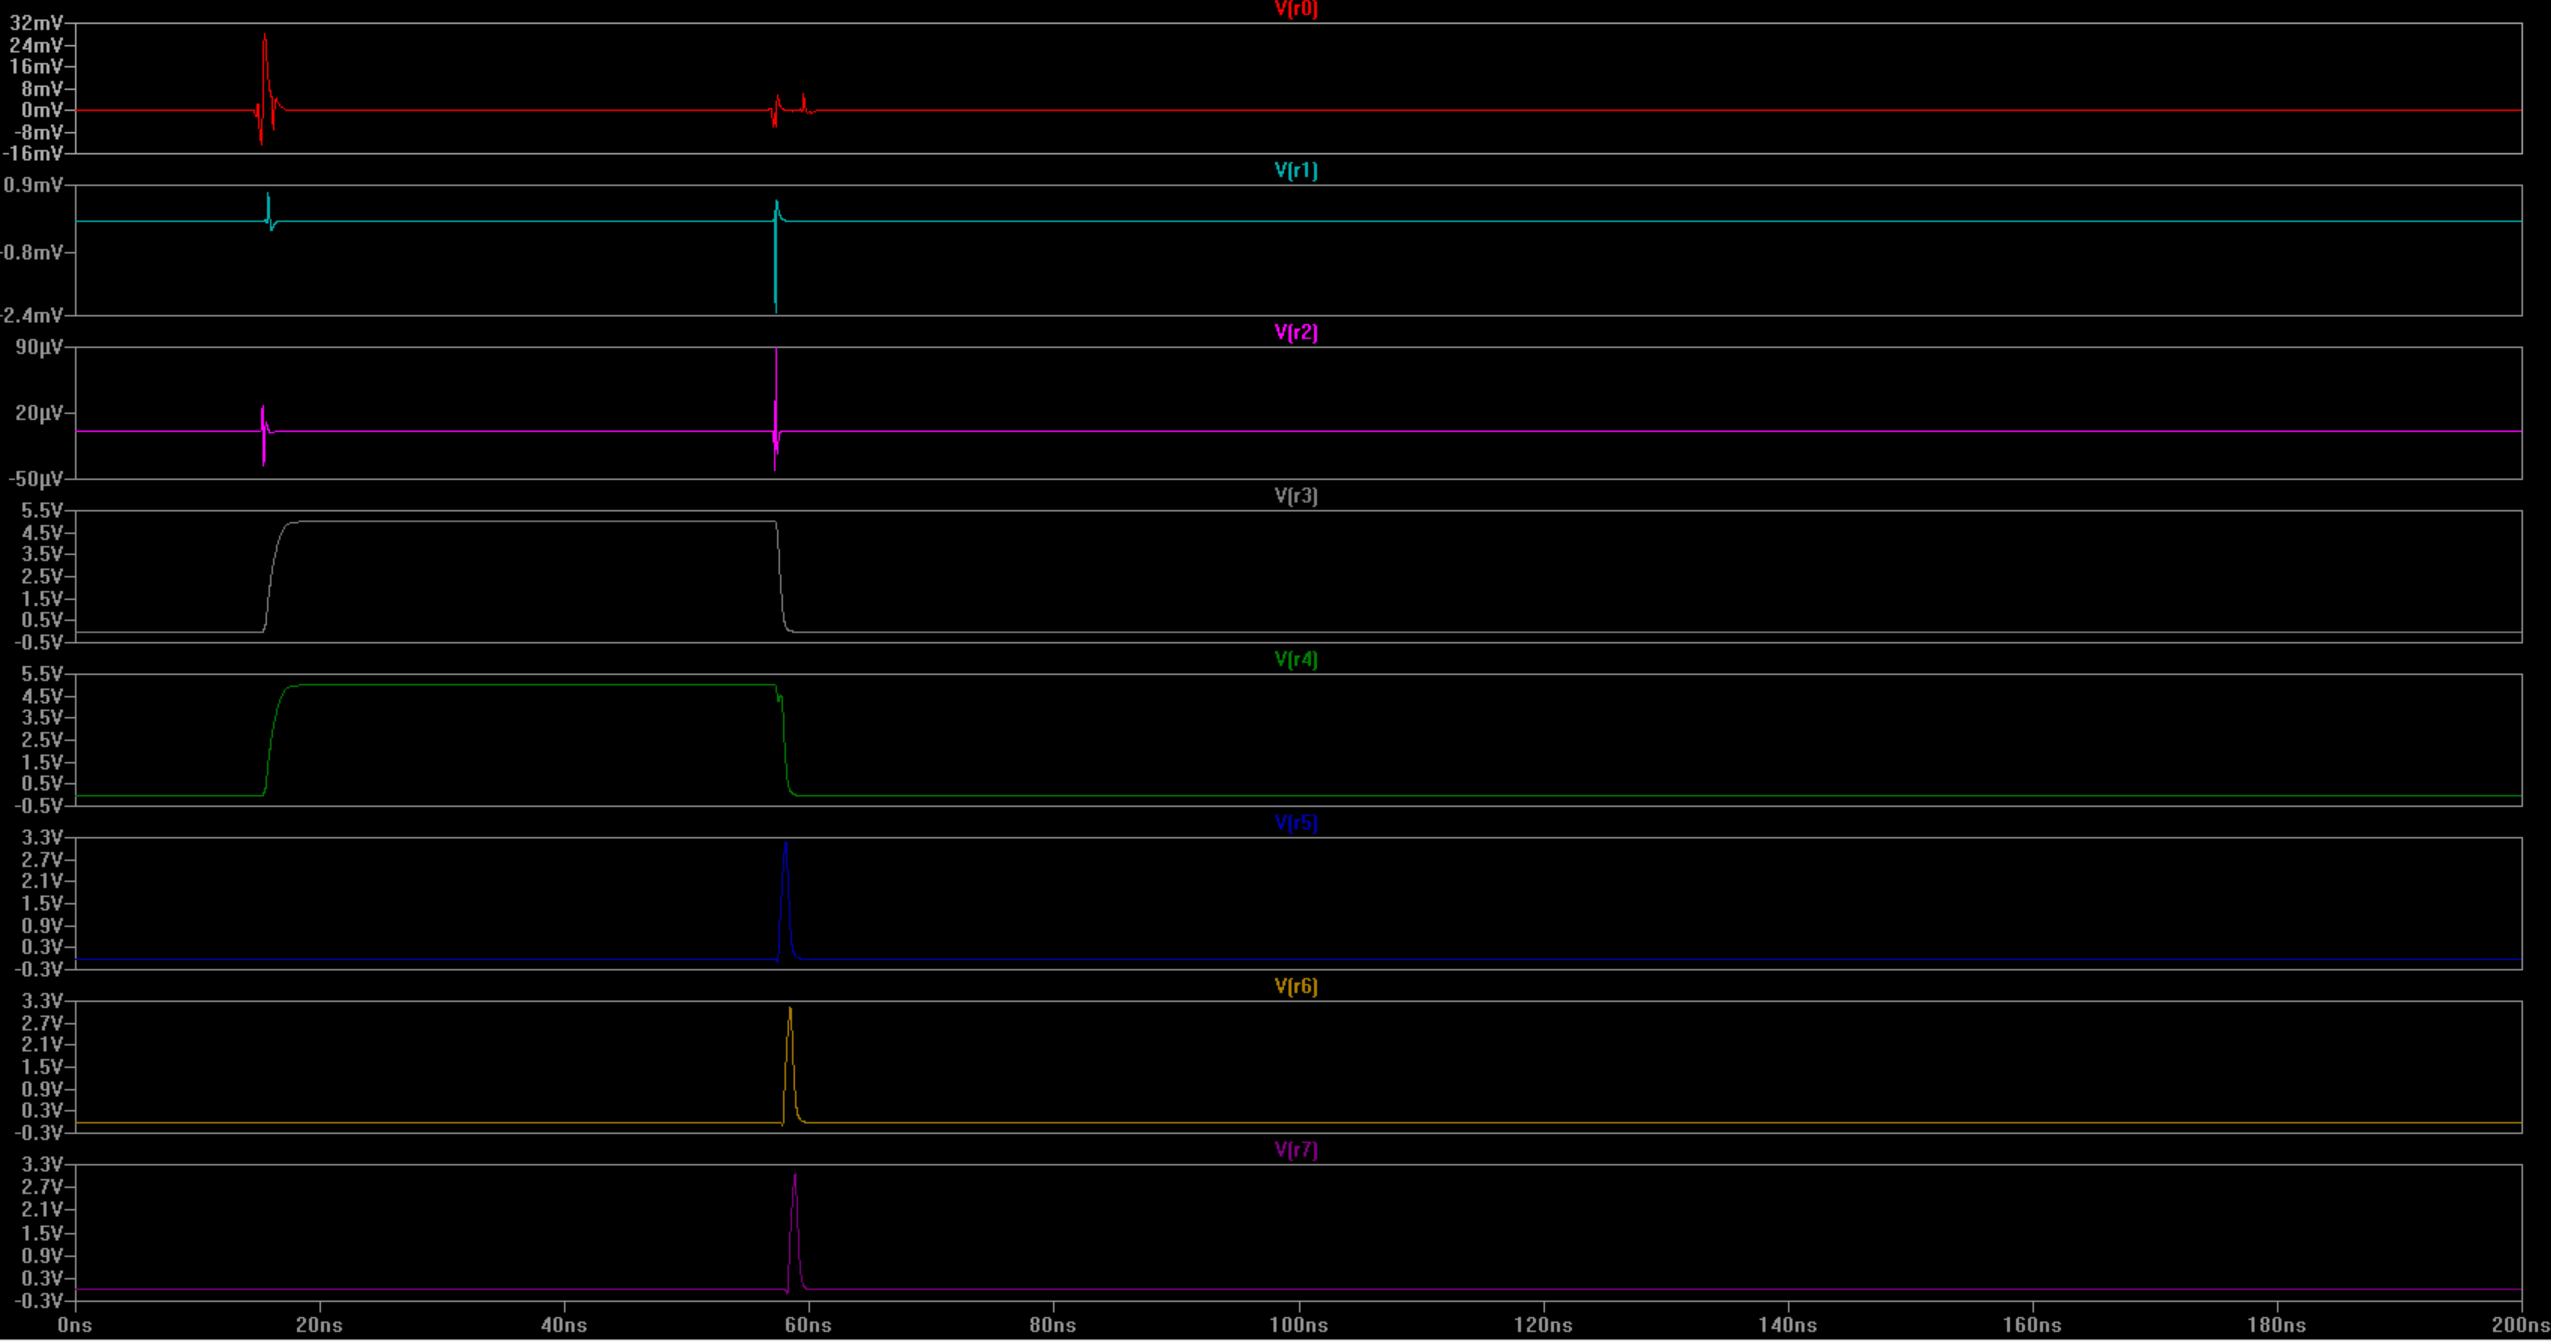 V(r0)
32mV
24mV
16mV
8mV
0mV
-8mV
-16mV
V(r1)
0.9mV
-0.8mV
-2.4mV
V(r2)
90µV
20µV
-50µV
V(r3)
5.5V
4.5V
3.5V
2.5V
1.5V
0.5V
-0.5V
V(r4)
5.5V
4.5V
3.5V
2.5V
1.5V
0.5V
-0.5V
V(r5)
3.3V
2.7V
2.1V
1.5V
0.9V
0.3V
-0.3V
V(r6)
3.3V
2.7V
2.1V
1.5V
0.9V
0.3V
-0.3V
V(r7)
3.3V
2.7V
2.1V
1.5V
0.9V
0.3V
-0.3V
0ns 20ns 40ns 60ns 80ns 100ns 120ns 140ns 160ns 180ns 200ns